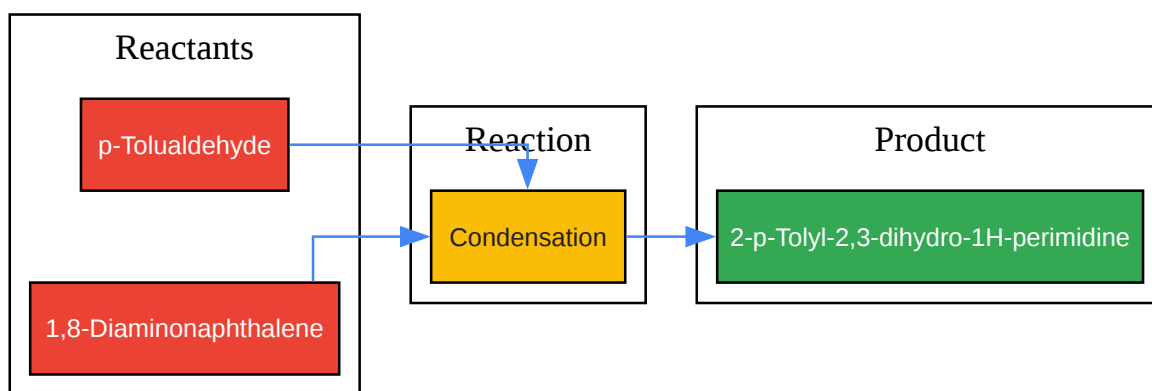 Reactants
p-Tolualdehyde
1,8-Diaminonaphthalene
Reaction
Condensation
Product
2-p-Tolyl-2,3-dihydro-1H-perimidine